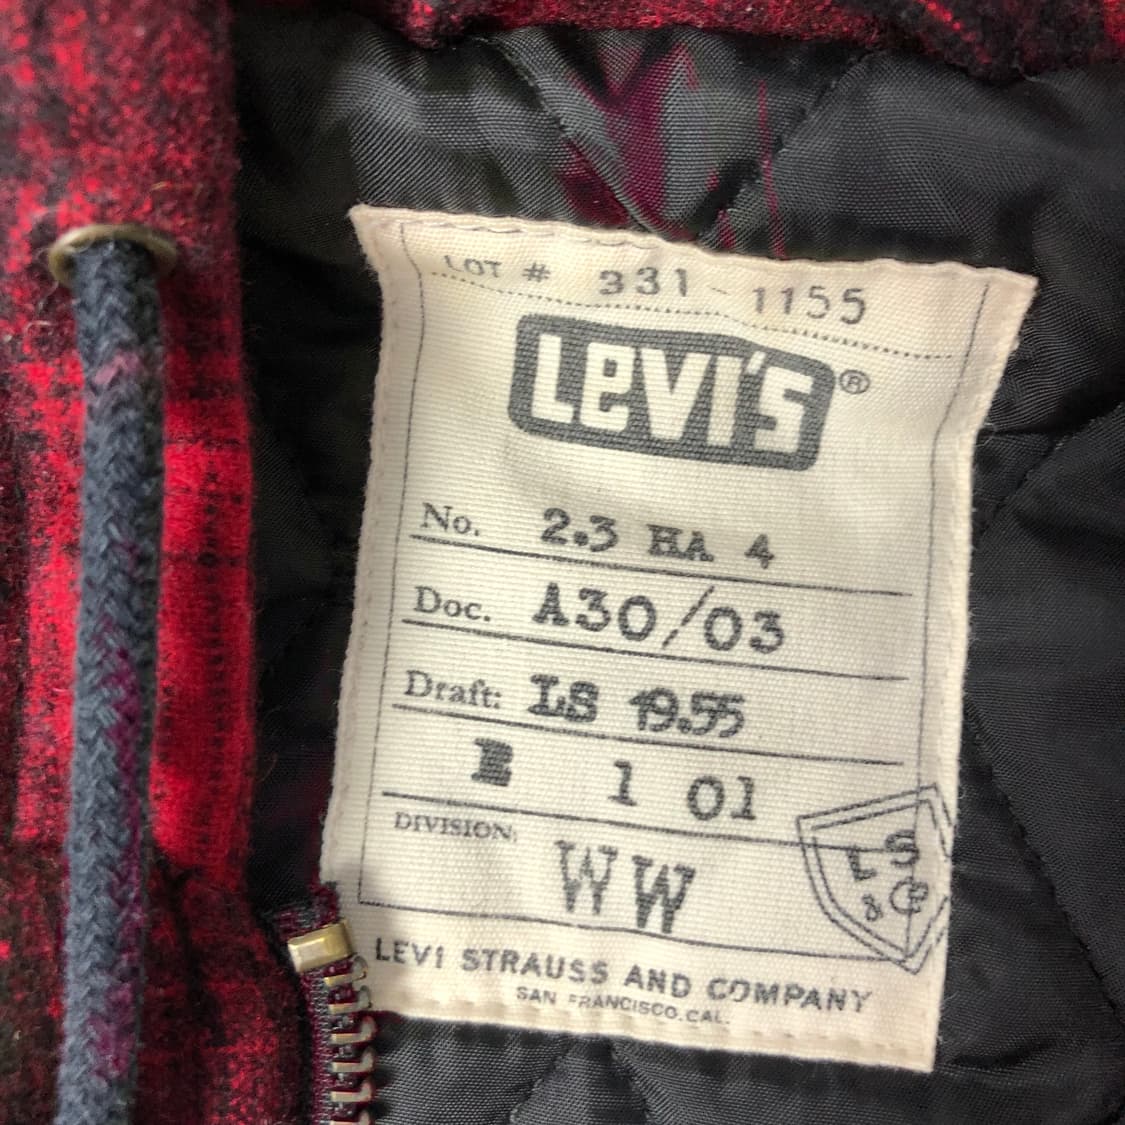 LOT # 331-1155
LEVI'S®
No. 2.3 HA 4
Doc. A30/03
Draft: LS 19.55
1 01
DIVISION:
WW
LS
& Co
LEVI STRAUSS AND COMPANY
SAN FRANCISCO.CAL.